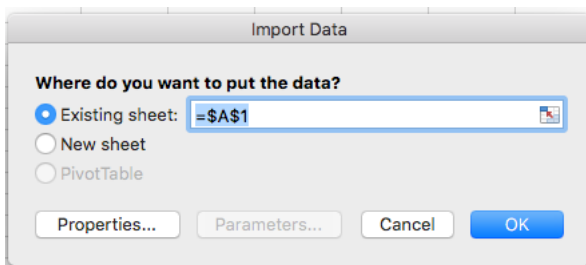 Import Data
Where do you want to put the data?
Existing sheet: =$A$1
New sheet
PivotTable
Properties... Parameters... Cancel OK